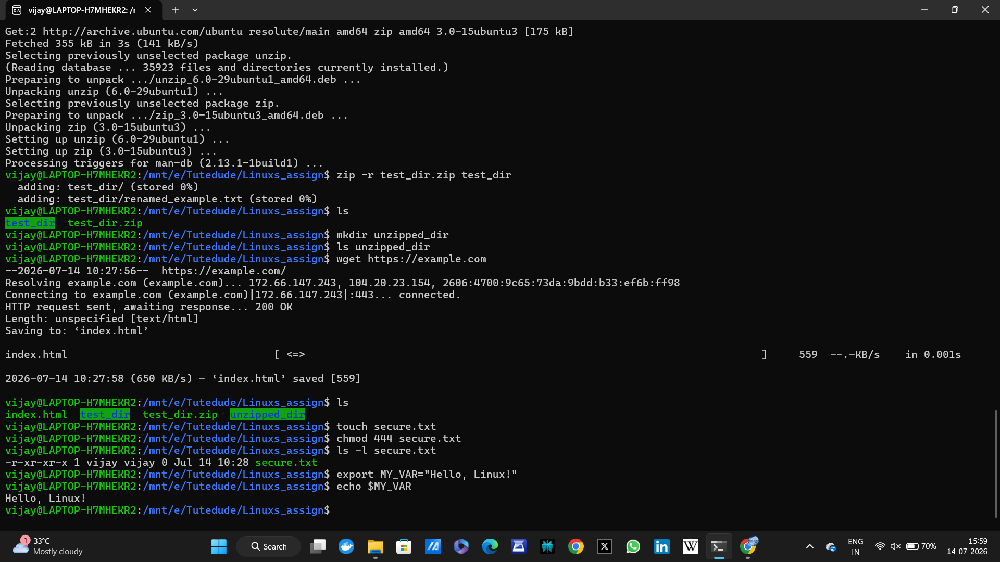 vijay@LAPTOP-H7MHEKR2: /r
Get:2 http://archive.ubuntu.com/ubuntu resolute/main amd64 zip amd64 3.0-15ubuntu3 [175 kB]
Fetched 355 kB in 3s (141 kB/s)
Selecting previously unselected package unzip.
(Reading database ... 35923 files and directories currently installed.)
Preparing to unpack .../unzip_6.0-29ubuntu1_amd64.deb ...
Unpacking unzip (6.0-29ubuntu1) ...
Selecting previously unselected package zip.
Preparing to unpack .../zip_3.0-15ubuntu3_amd64.deb ...
Unpacking zip (3.0-15ubuntu3) ...
Setting up unzip (6.0-29ubuntu1) ...
Setting up zip (3.0-15ubuntu3) ...
Processing triggers for man-db (2.13.1-1build1) ...
vijay@LAPTOP-H7MHEKR2:/mnt/e/Tutedude/Linuxs_assign$ zip -r test_dir.zip test_dir
  adding: test_dir/ (stored 0%)
  adding: test_dir/renamed_example.txt (stored 0%)
vijay@LAPTOP-H7MHEKR2:/mnt/e/Tutedude/Linuxs_assign$ ls
test_dir  test_dir.zip
vijay@LAPTOP-H7MHEKR2:/mnt/e/Tutedude/Linuxs_assign$ mkdir unzipped_dir
vijay@LAPTOP-H7MHEKR2:/mnt/e/Tutedude/Linuxs_assign$ ls unzipped_dir
vijay@LAPTOP-H7MHEKR2:/mnt/e/Tutedude/Linuxs_assign$ wget https://example.com
--2026-07-14 10:27:56--  https://example.com/
Resolving example.com (example.com)... 172.66.147.243, 104.20.23.154, 2606:4700:9c65:73da:9bdd:b33:ef6b:ff98
Connecting to example.com (example.com)|172.66.147.243|:443... connected.
HTTP request sent, awaiting response... 200 OK
Length: unspecified [text/html]
Saving to: ‘index.html’
index.html [ <=> ] 559 --.-KB/s in 0.001s
2026-07-14 10:27:58 (650 KB/s) - ‘index.html’ saved [559]
vijay@LAPTOP-H7MHEKR2:/mnt/e/Tutedude/Linuxs_assign$ ls
index.html  test_dir  test_dir.zip  unzipped_dir
vijay@LAPTOP-H7MHEKR2:/mnt/e/Tutedude/Linuxs_assign$ touch secure.txt
vijay@LAPTOP-H7MHEKR2:/mnt/e/Tutedude/Linuxs_assign$ chmod 444 secure.txt
vijay@LAPTOP-H7MHEKR2:/mnt/e/Tutedude/Linuxs_assign$ ls -l secure.txt
-r-xr-xr-x 1 vijay vijay 0 Jul 14 10:28 secure.txt
vijay@LAPTOP-H7MHEKR2:/mnt/e/Tutedude/Linuxs_assign$ export MY_VAR="Hello, Linux!"
vijay@LAPTOP-H7MHEKR2:/mnt/e/Tutedude/Linuxs_assign$ echo $MY_VAR
Hello, Linux!
vijay@LAPTOP-H7MHEKR2:/mnt/e/Tutedude/Linuxs_assign$
1
33°C
Mostly cloudy
Search
ENG
IN
70%
15:59
14-07-2026